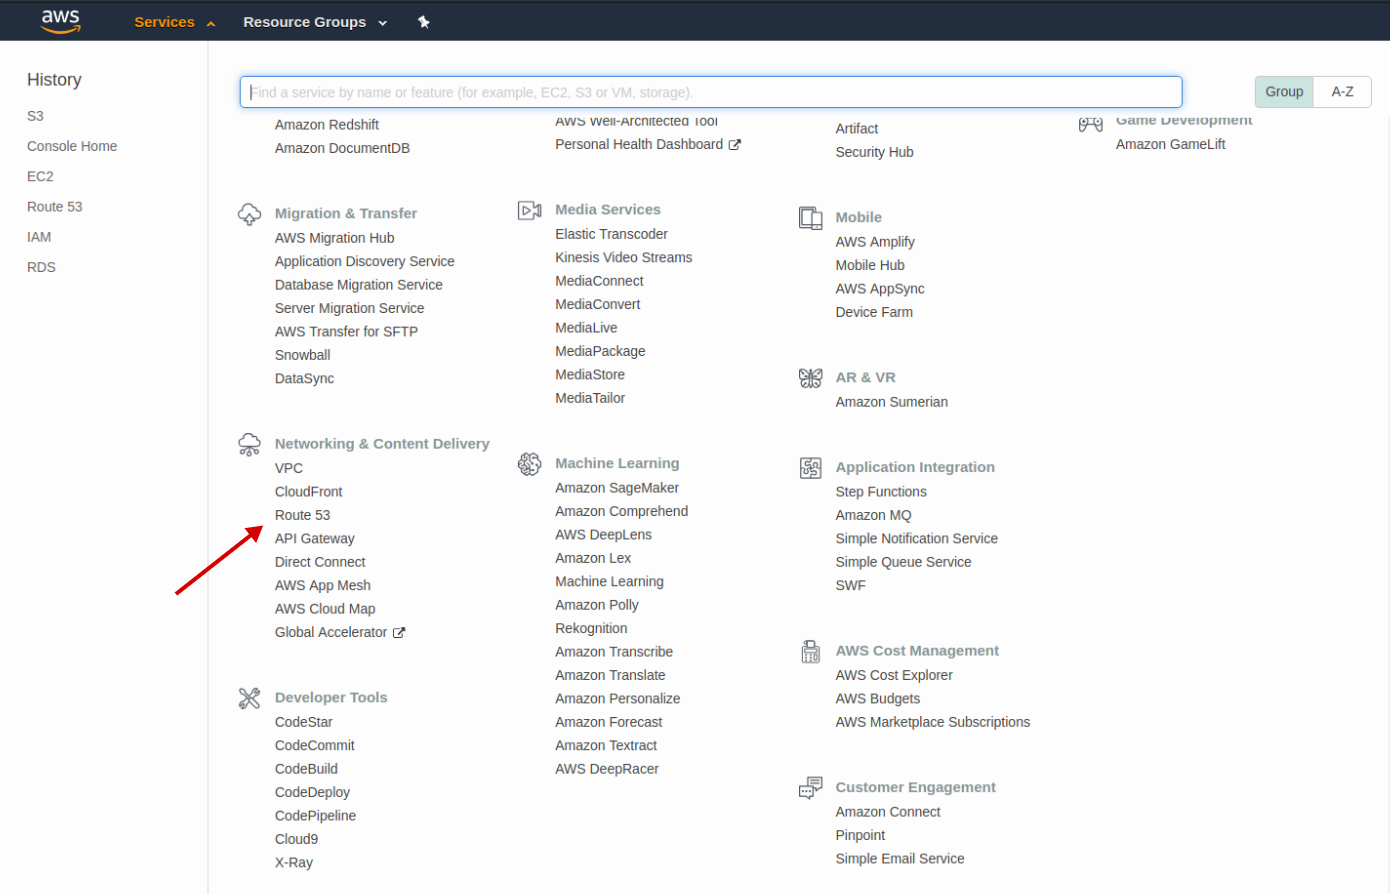 aws
Services
Resource Groups
History
S3
Console Home
EC2
Route 53
IAM
RDS
Find a service by name or feature (for example, EC2, S3 or VM, storage).
Group
A-Z
Amazon Redshift
Amazon DocumentDB
Migration & Transfer
AWS Migration Hub
Application Discovery Service
Database Migration Service
Server Migration Service
AWS Transfer for SFTP
Snowball
DataSync
Networking & Content Delivery
VPC
CloudFront
Route 53
API Gateway
Direct Connect
AWS App Mesh
AWS Cloud Map
Global Accelerator
Developer Tools
CodeStar
CodeCommit
CodeBuild
CodeDeploy
CodePipeline
Cloud9
X-Ray
AWS Well-Architected Tool
Personal Health Dashboard
Media Services
Elastic Transcoder
Kinesis Video Streams
MediaConnect
MediaConvert
MediaLive
MediaPackage
MediaStore
MediaTailor
Machine Learning
Amazon SageMaker
Amazon Comprehend
AWS DeepLens
Amazon Lex
Machine Learning
Amazon Polly
Rekognition
Amazon Transcribe
Amazon Translate
Amazon Personalize
Amazon Forecast
Amazon Textract
AWS DeepRacer
Artifact
Security Hub
Mobile
AWS Amplify
Mobile Hub
AWS AppSync
Device Farm
AR & VR
Amazon Sumerian
Application Integration
Step Functions
Amazon MQ
Simple Notification Service
Simple Queue Service
SWF
AWS Cost Management
AWS Cost Explorer
AWS Budgets
AWS Marketplace Subscriptions
Customer Engagement
Amazon Connect
Pinpoint
Simple Email Service
Game Development
Amazon GameLift